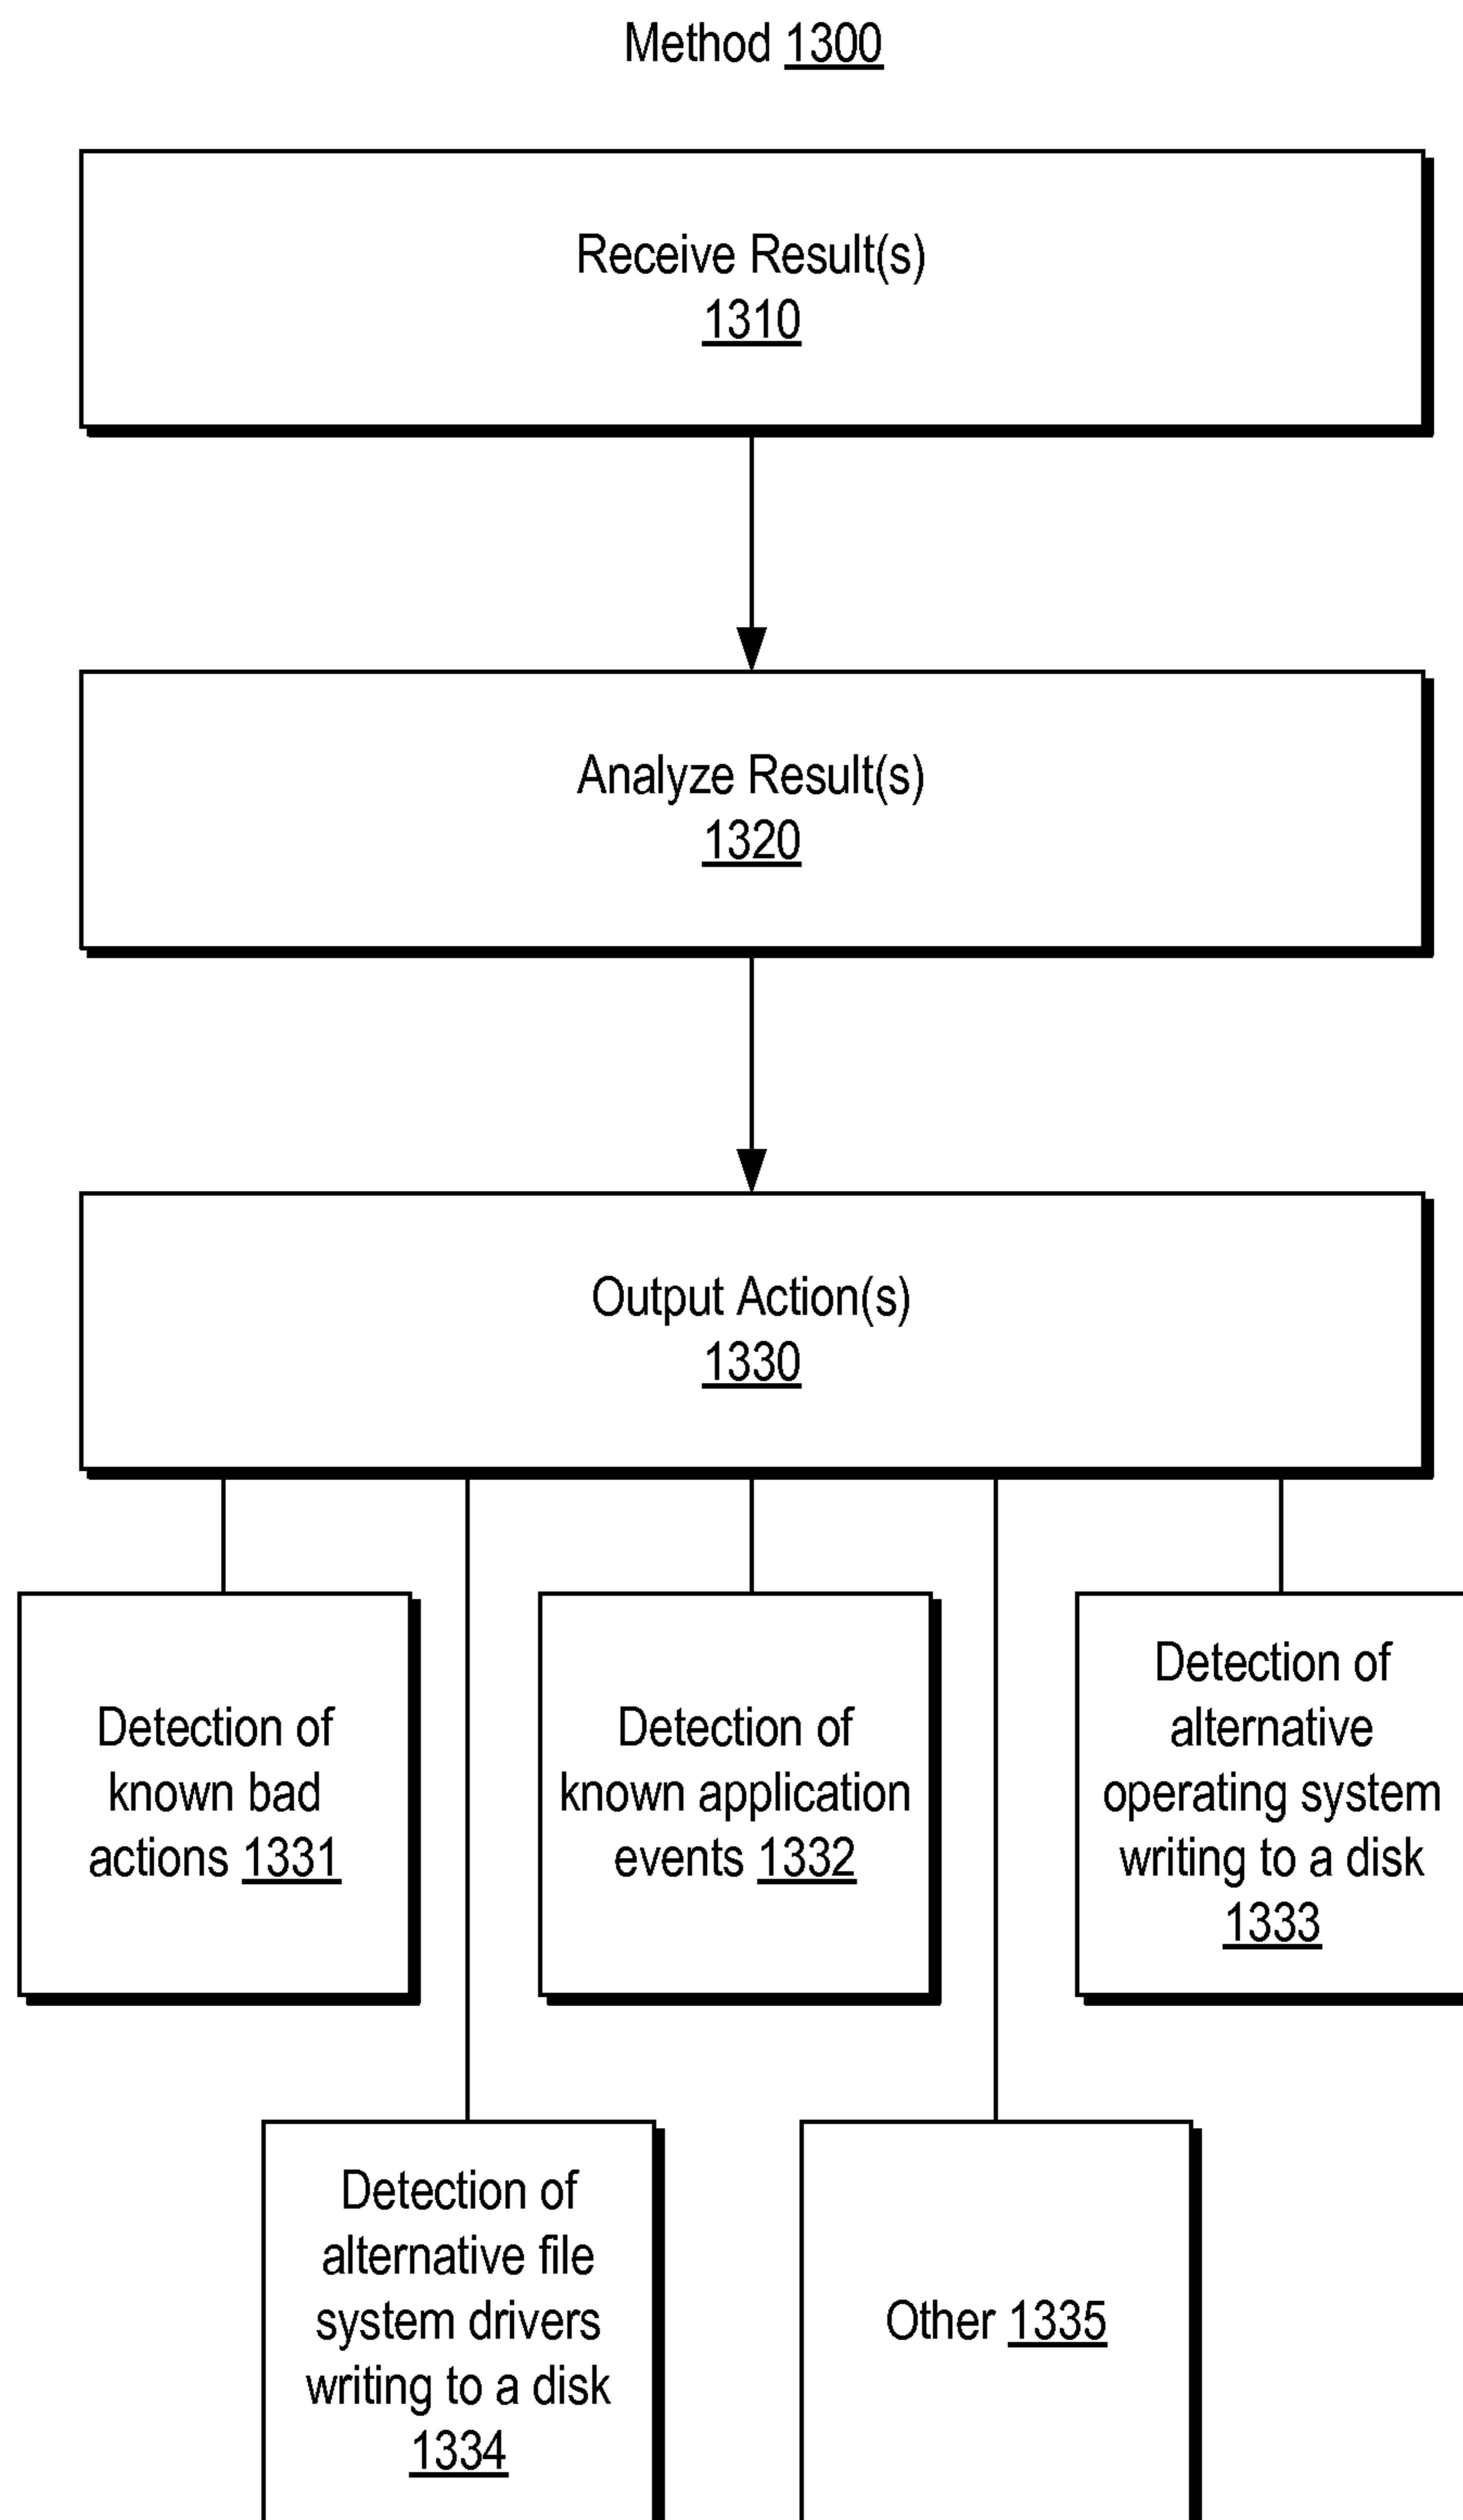 Method 1300
Receive Result(s)
1310
Analyze Result(s)
1320
Output Action(s)
1330
Detection of
known bad
actions 1331
Detection of
known application
events 1332
Detection of
alternative
operating system
writing to a disk
1333
Detection of
alternative file
system drivers
writing to a disk
1334
Other 1335